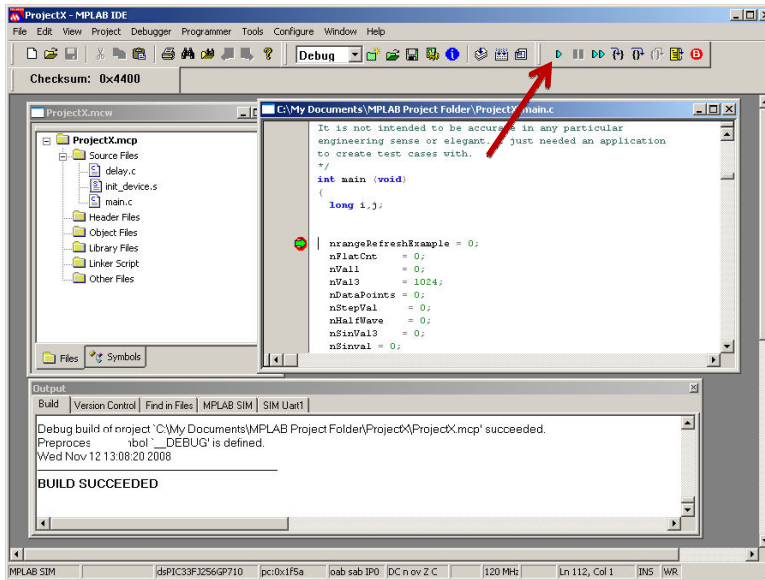 ProjectX - MPLAB IDE
File Edit View Project Debugger Programmer Tools Configure Window Help
Debug
Checksum: 0x4400
ProjectX.mcw
ProjectX.mcp
Source Files
delay.c
init_device.s
main.c
Header Files
Object Files
Library Files
Linker Script
Other Files
Files Symbols
C:\My Documents\MPLAB Project Folder\ProjectX\main.c
It is not intended to be accurate in any particular
engineering sense or elegant. I just needed an application
to create test cases with.
*/
int main (void)
{
long i,j;
nrangeRefreshExample = 0;
nFlatCnt = 0;
nVal1 = 0;
nVal3 = 1024;
nDataPoints = 0;
nStepVal = 0;
nHalfWave = 0;
nSinVal3 = 0;
nSinval = 0;
Output
Build Version Control Find in Files MPLAB SIM SIM Uart1
Debug build of project `C:\My Documents\MPLAB Project Folder\ProjectX\ProjectX.mcp' succeeded.
Preproces bol `__DEBUG' is defined.
Wed Nov 12 13:08:20 2008
BUILD SUCCEEDED
MPLAB SIM dsPIC33FJ256GP710 pc:0x1f5a oab sab IP0 DC n ov Z C 120 MHz Ln 112, Col 1 INS WR